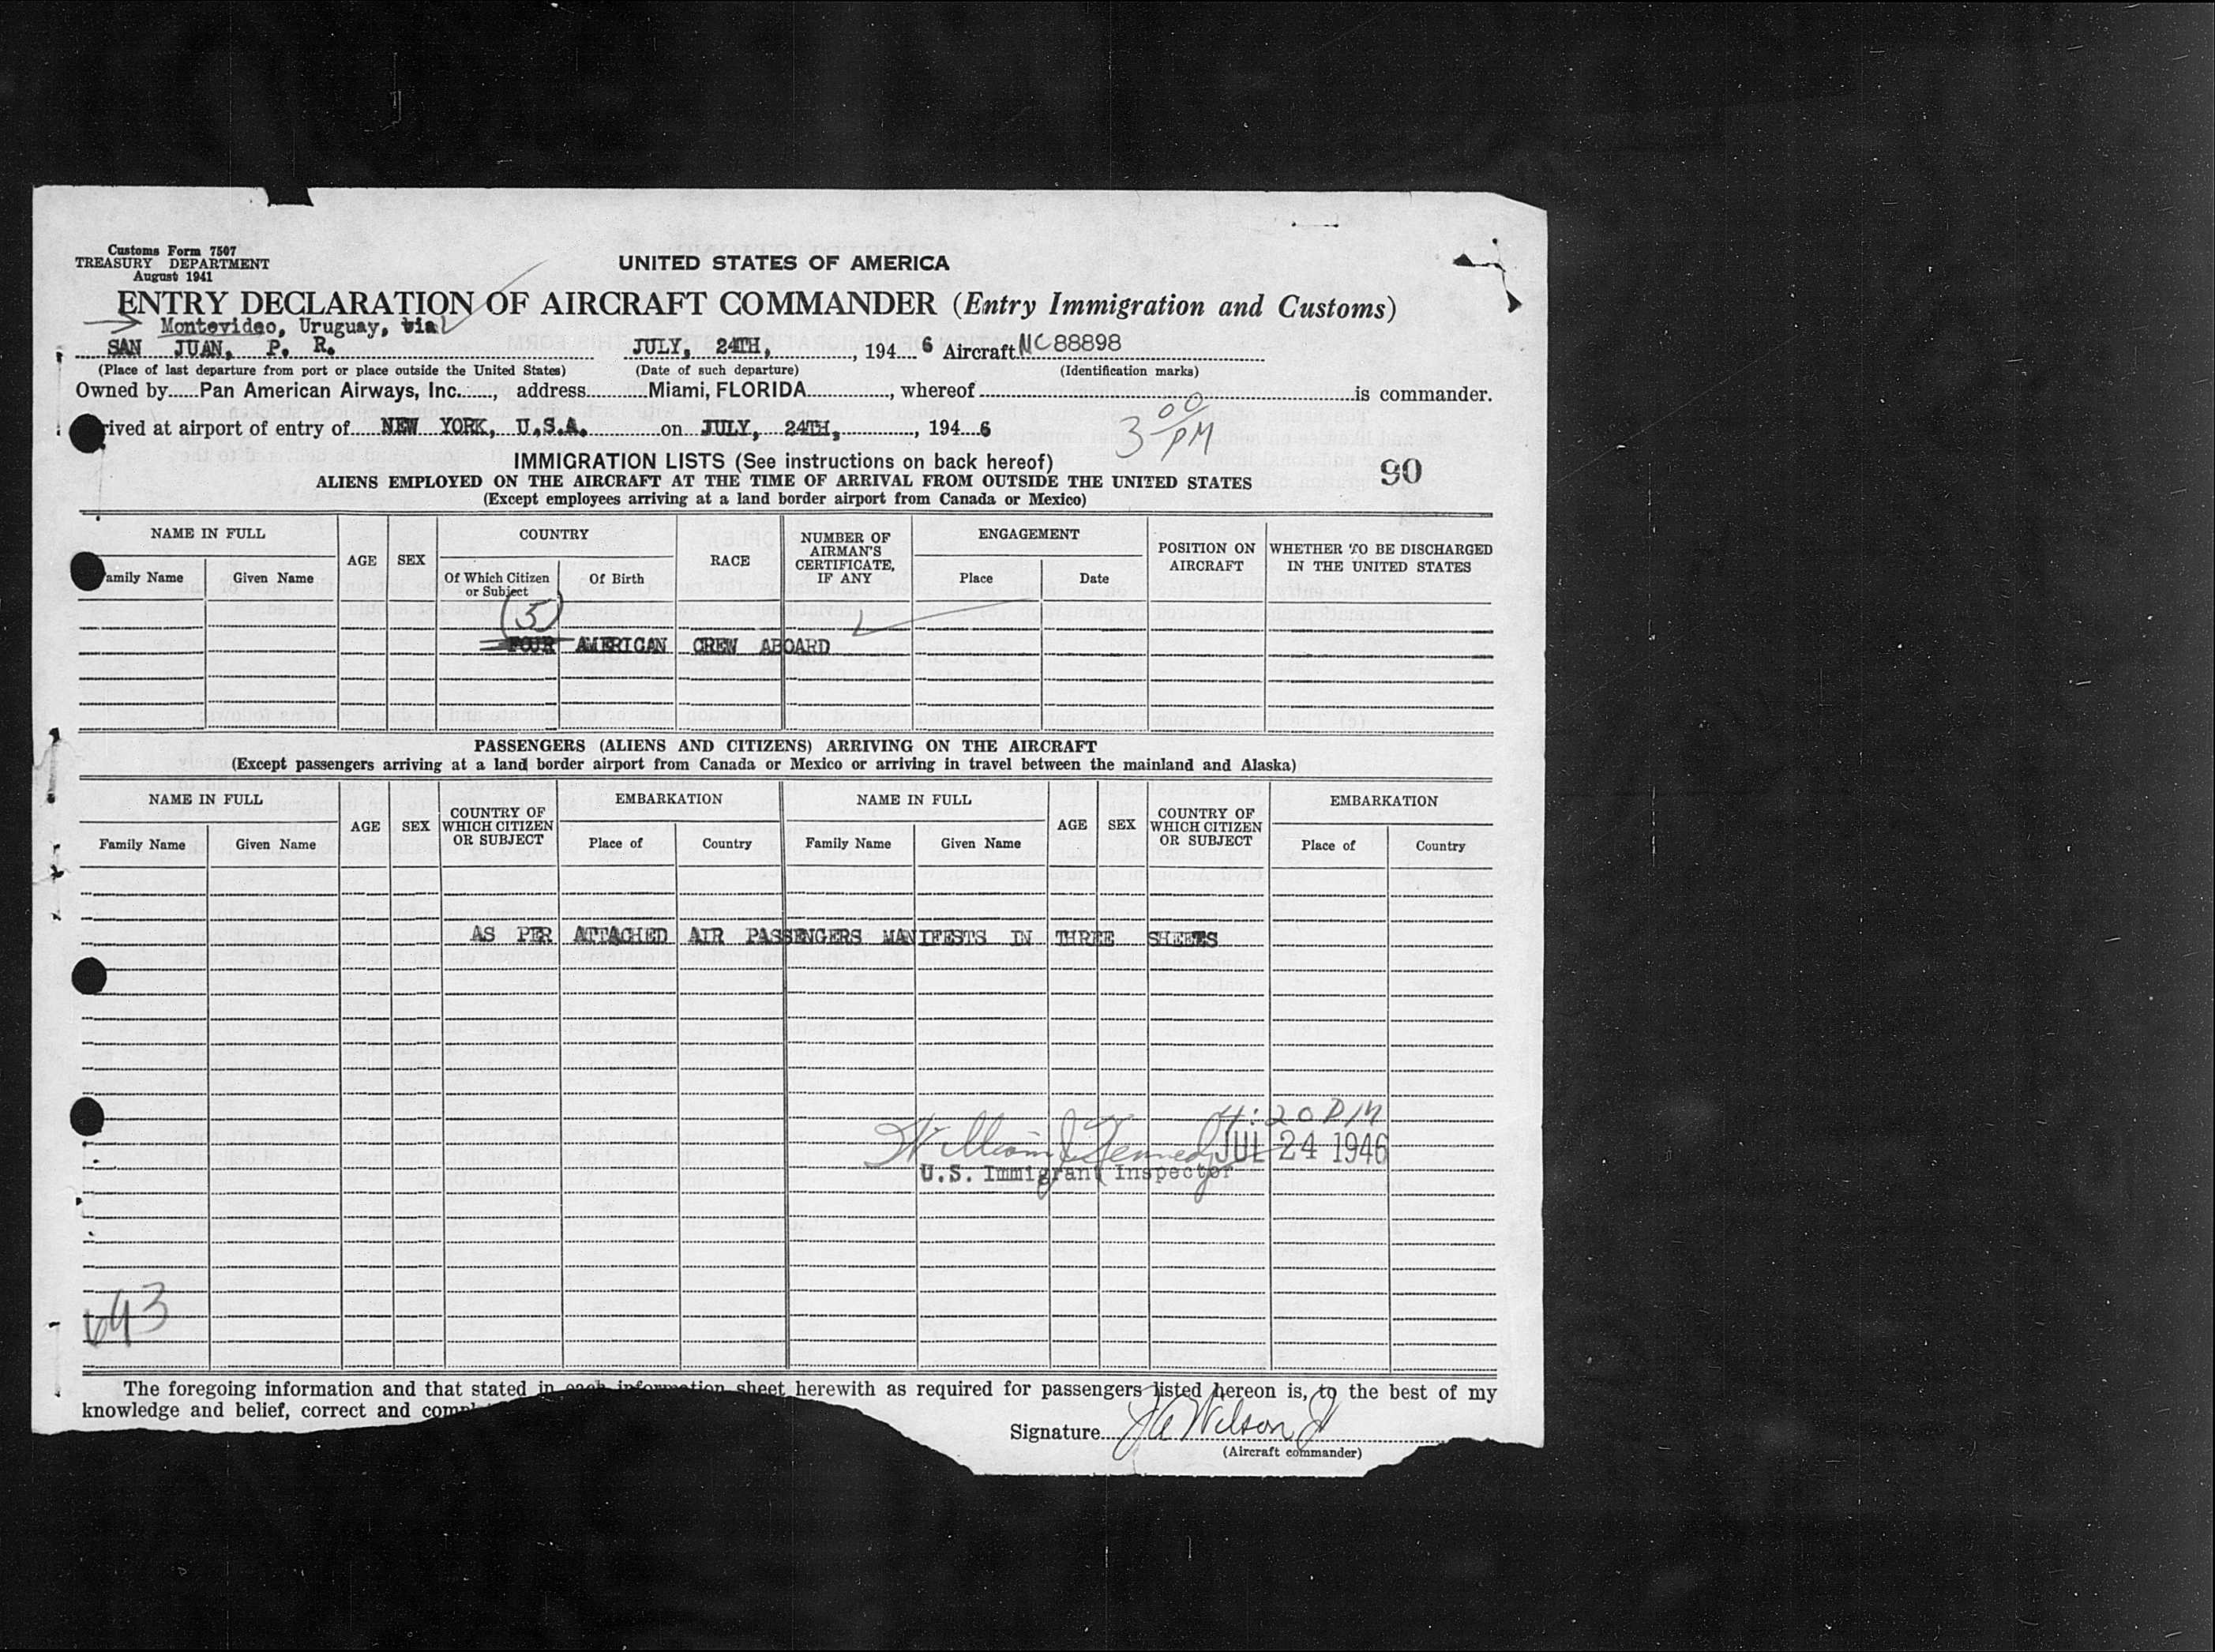 Customs Form 7507
TREASURY DEPARTMENT
August 1941
UNITED STATES OF AMERICA
ENTRY DECLARATION OF AIRCRAFT COMMANDER (Entry Immigration and Customs)
Montevideo, Uruguay, via
SAN JUAN, P. R. JULY, 24TH, , 194 6 Aircraft NC 88898
(Place of last departure from port or place outside the United States) (Date of such departure) (Identification marks)
Owned by Pan American Airways, Inc. , address Miami, FLORIDA , whereof is commander.
rived at airport of entry of NEW YORK, U.S.A. on JULY, 24TH, , 194 6
3 00 PM
IMMIGRATION LISTS (See instructions on back hereof)
90
ALIENS EMPLOYED ON THE AIRCRAFT AT THE TIME OF ARRIVAL FROM OUTSIDE THE UNITED STATES
(Except employees arriving at a land border airport from Canada or Mexico)
NAME IN FULL
Family Name
Given Name
AGE
SEX
COUNTRY
Of Which Citizen or Subject
Of Birth
RACE
NUMBER OF AIRMAN'S CERTIFICATE, IF ANY
ENGAGEMENT
Place
Date
POSITION ON AIRCRAFT
WHETHER TO BE DISCHARGED IN THE UNITED STATES
(5)
FOUR AMERICAN CREW ABOARD
PASSENGERS (ALIENS AND CITIZENS) ARRIVING ON THE AIRCRAFT
(Except passengers arriving at a land border airport from Canada or Mexico or arriving in travel between the mainland and Alaska)
NAME IN FULL
Family Name
Given Name
AGE
SEX
COUNTRY OF WHICH CITIZEN OR SUBJECT
EMBARKATION
Place of
Country
NAME IN FULL
Family Name
Given Name
AGE
SEX
COUNTRY OF WHICH CITIZEN OR SUBJECT
EMBARKATION
Place of
Country
AS PER ATTACHED AIR PASSENGERS MANIFESTS IN THREE SHEETS
4:20 PM
William J Kennedy JUL 24 1946
U.S. Immigrant Inspector
643
The foregoing information and that stated in each information sheet herewith as required for passengers listed hereon is, to the best of my
knowledge and belief, correct and
Signature J A Wilson Jr
(Aircraft commander)